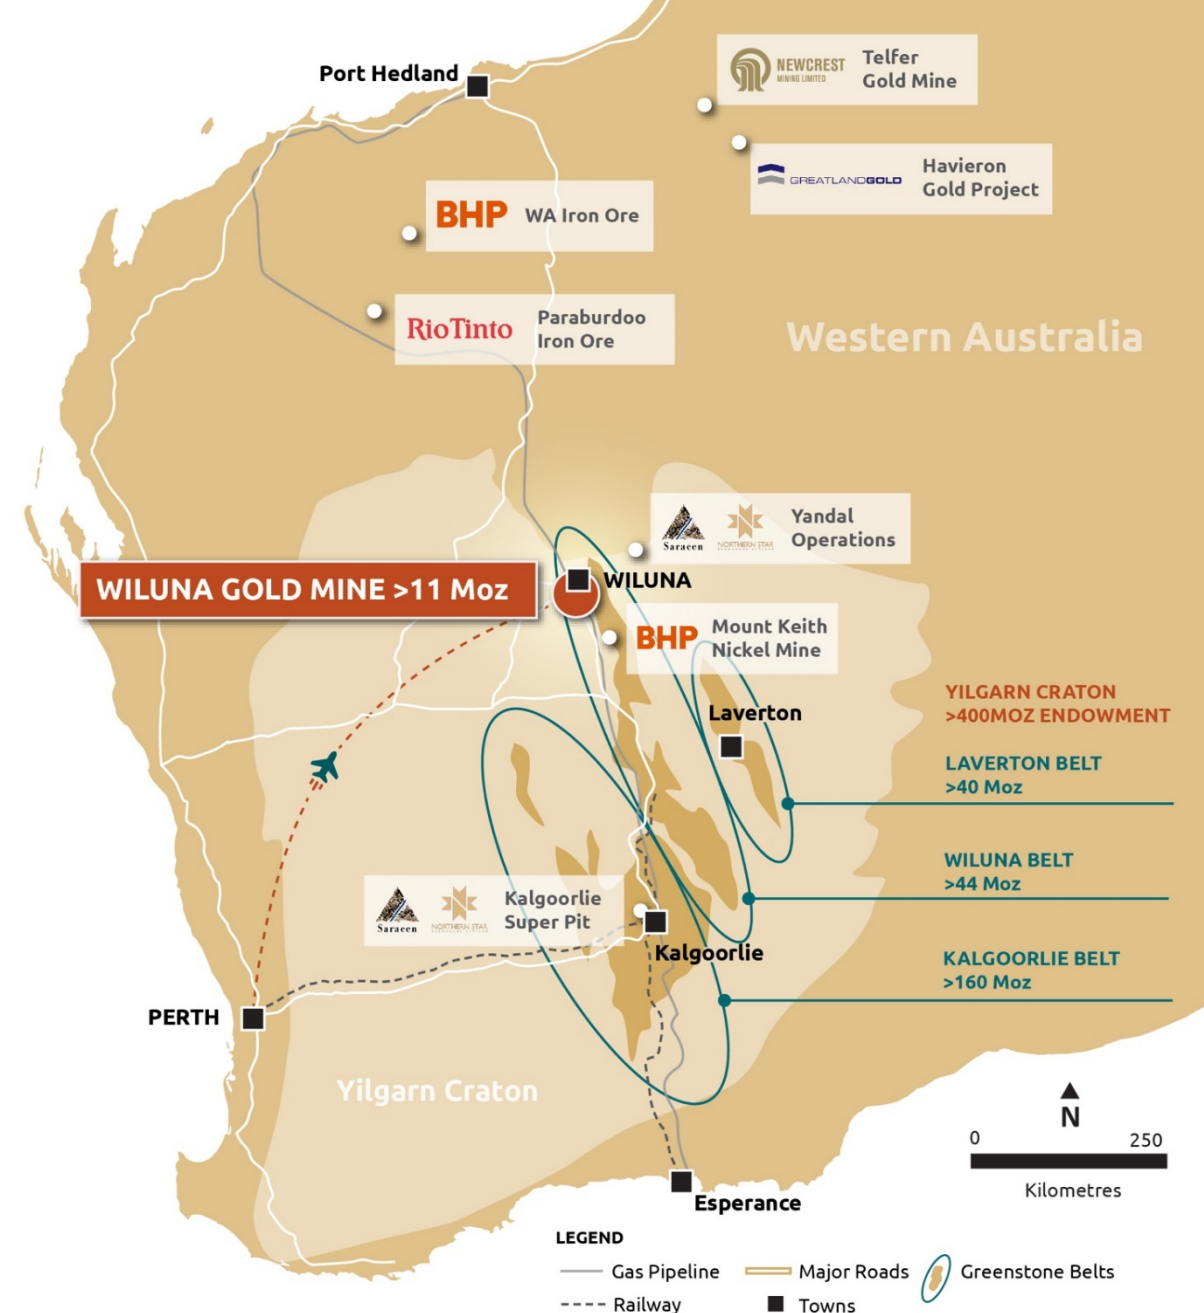 Port Hedland
NEWCREST
MINING LIMITED
Telfer
Gold Mine
GREATLANDGOLD
Havieron
Gold Project
BHP
WA Iron Ore
RioTinto
Paraburdoo
Iron Ore
Western Australia
Saracen
NORTHERN STAR
Yandal
Operations
WILUNA GOLD MINE >11 Moz
WILUNA
BHP
Mount Keith
Nickel Mine
Laverton
YILGARN CRATON
>400MOZ ENDOWMENT
LAVERTON BELT
>40 Moz
WILUNA BELT
>44 Moz
Saracen
NORTHERN STAR
Kalgoorlie
Super Pit
Kalgoorlie
KALGOORLIE BELT
>160 Moz
PERTH
Yilgarn Craton
N
0 250
Kilometres
Esperance
LEGEND
Gas Pipeline Major Roads Greenstone Belts
Railway Towns